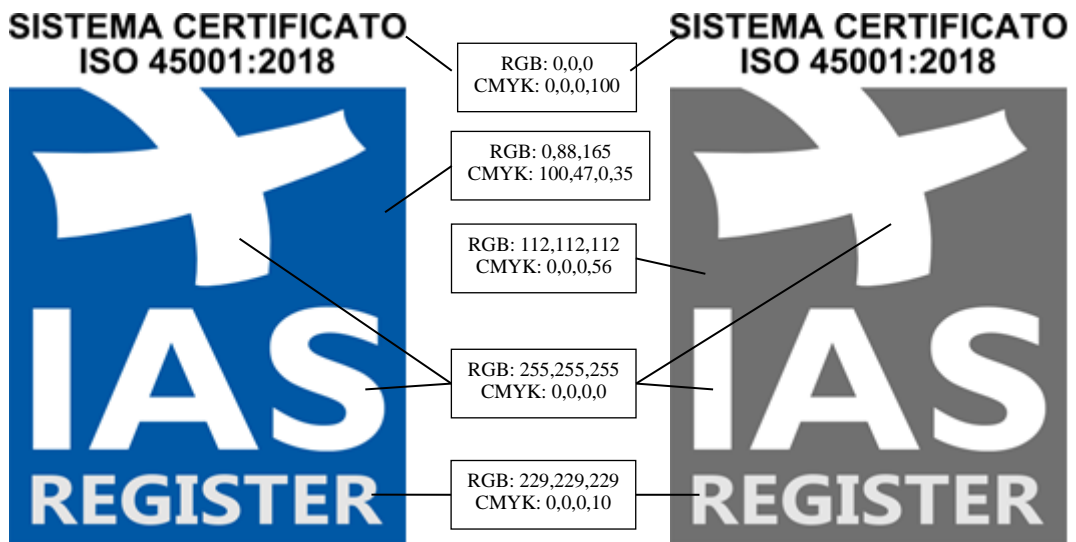 SISTEMA CERTIFICATO
ISO 45001:2018
IAS
REGISTER
RGB: 0,0,0
CMYK: 0,0,0,100
RGB: 0,88,165
CMYK: 100,47,0,35
RGB: 112,112,112
CMYK: 0,0,0,56
RGB: 255,255,255
CMYK: 0,0,0,0
RGB: 229,229,229
CMYK: 0,0,0,10
SISTEMA CERTIFICATO
ISO 45001:2018
IAS
REGISTER